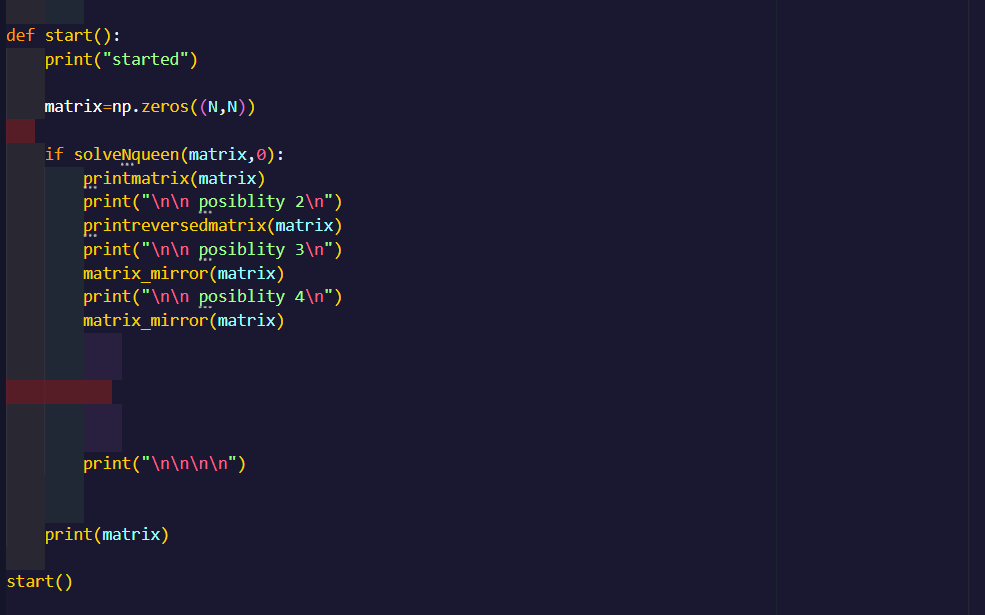 def start():
    print("started")
    matrix=np.zeros((N,N))
    if solveNqueen(matrix,0):
        printmatrix(matrix)
        print("\n\n posiblity 2\n")
        printreversedmatrix(matrix)
        print("\n\n posiblity 3\n")
        matrix_mirror(matrix)
        print("\n\n posiblity 4\n")
        matrix_mirror(matrix)
        print("\n\n\n\n")
    print(matrix)
start()